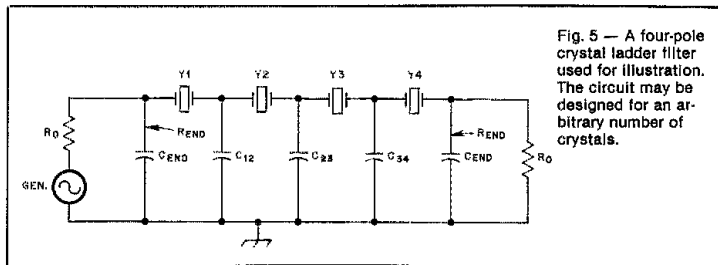 Y1
Y2
Y3
Y4
R0
REND
REND
GEN.
CEND
C12
C23
C34
CEND
R0
Fig. 5 — A four-pole
crystal ladder filter
used for illustration.
The circuit may be
designed for an ar-
bitrary number of
crystals.